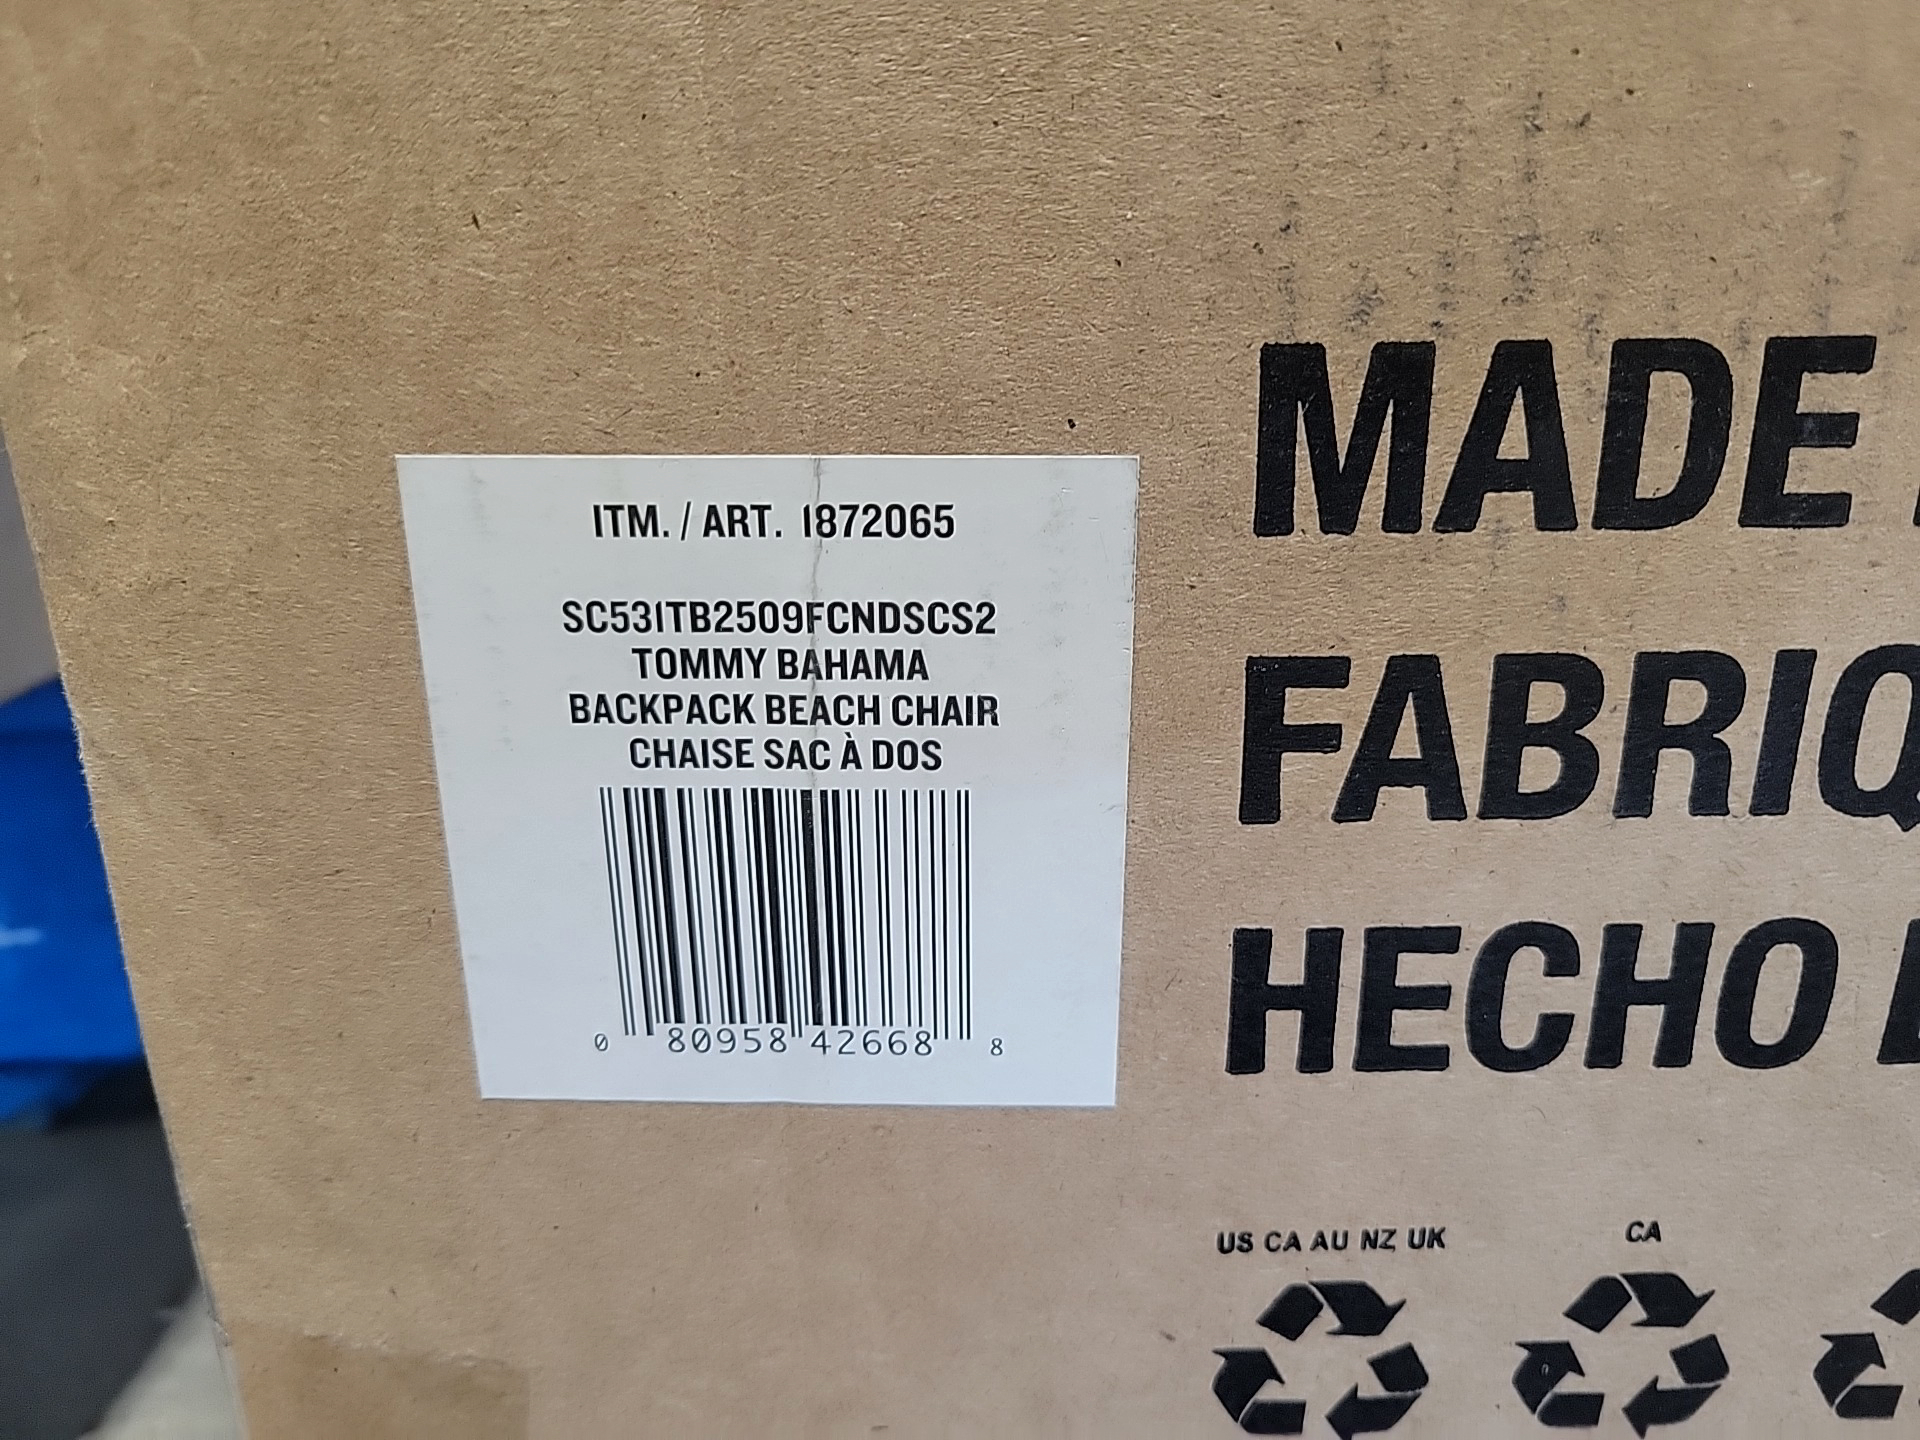 ITM. / ART. 1872065
SC531TB2509FCNDSCS2
TOMMY BAHAMA
BACKPACK BEACH CHAIR
CHAISE SAC À DOS
0 80958 42668 8
MADE
FABRIQ
HECHO
US CA AU NZ UK
CA